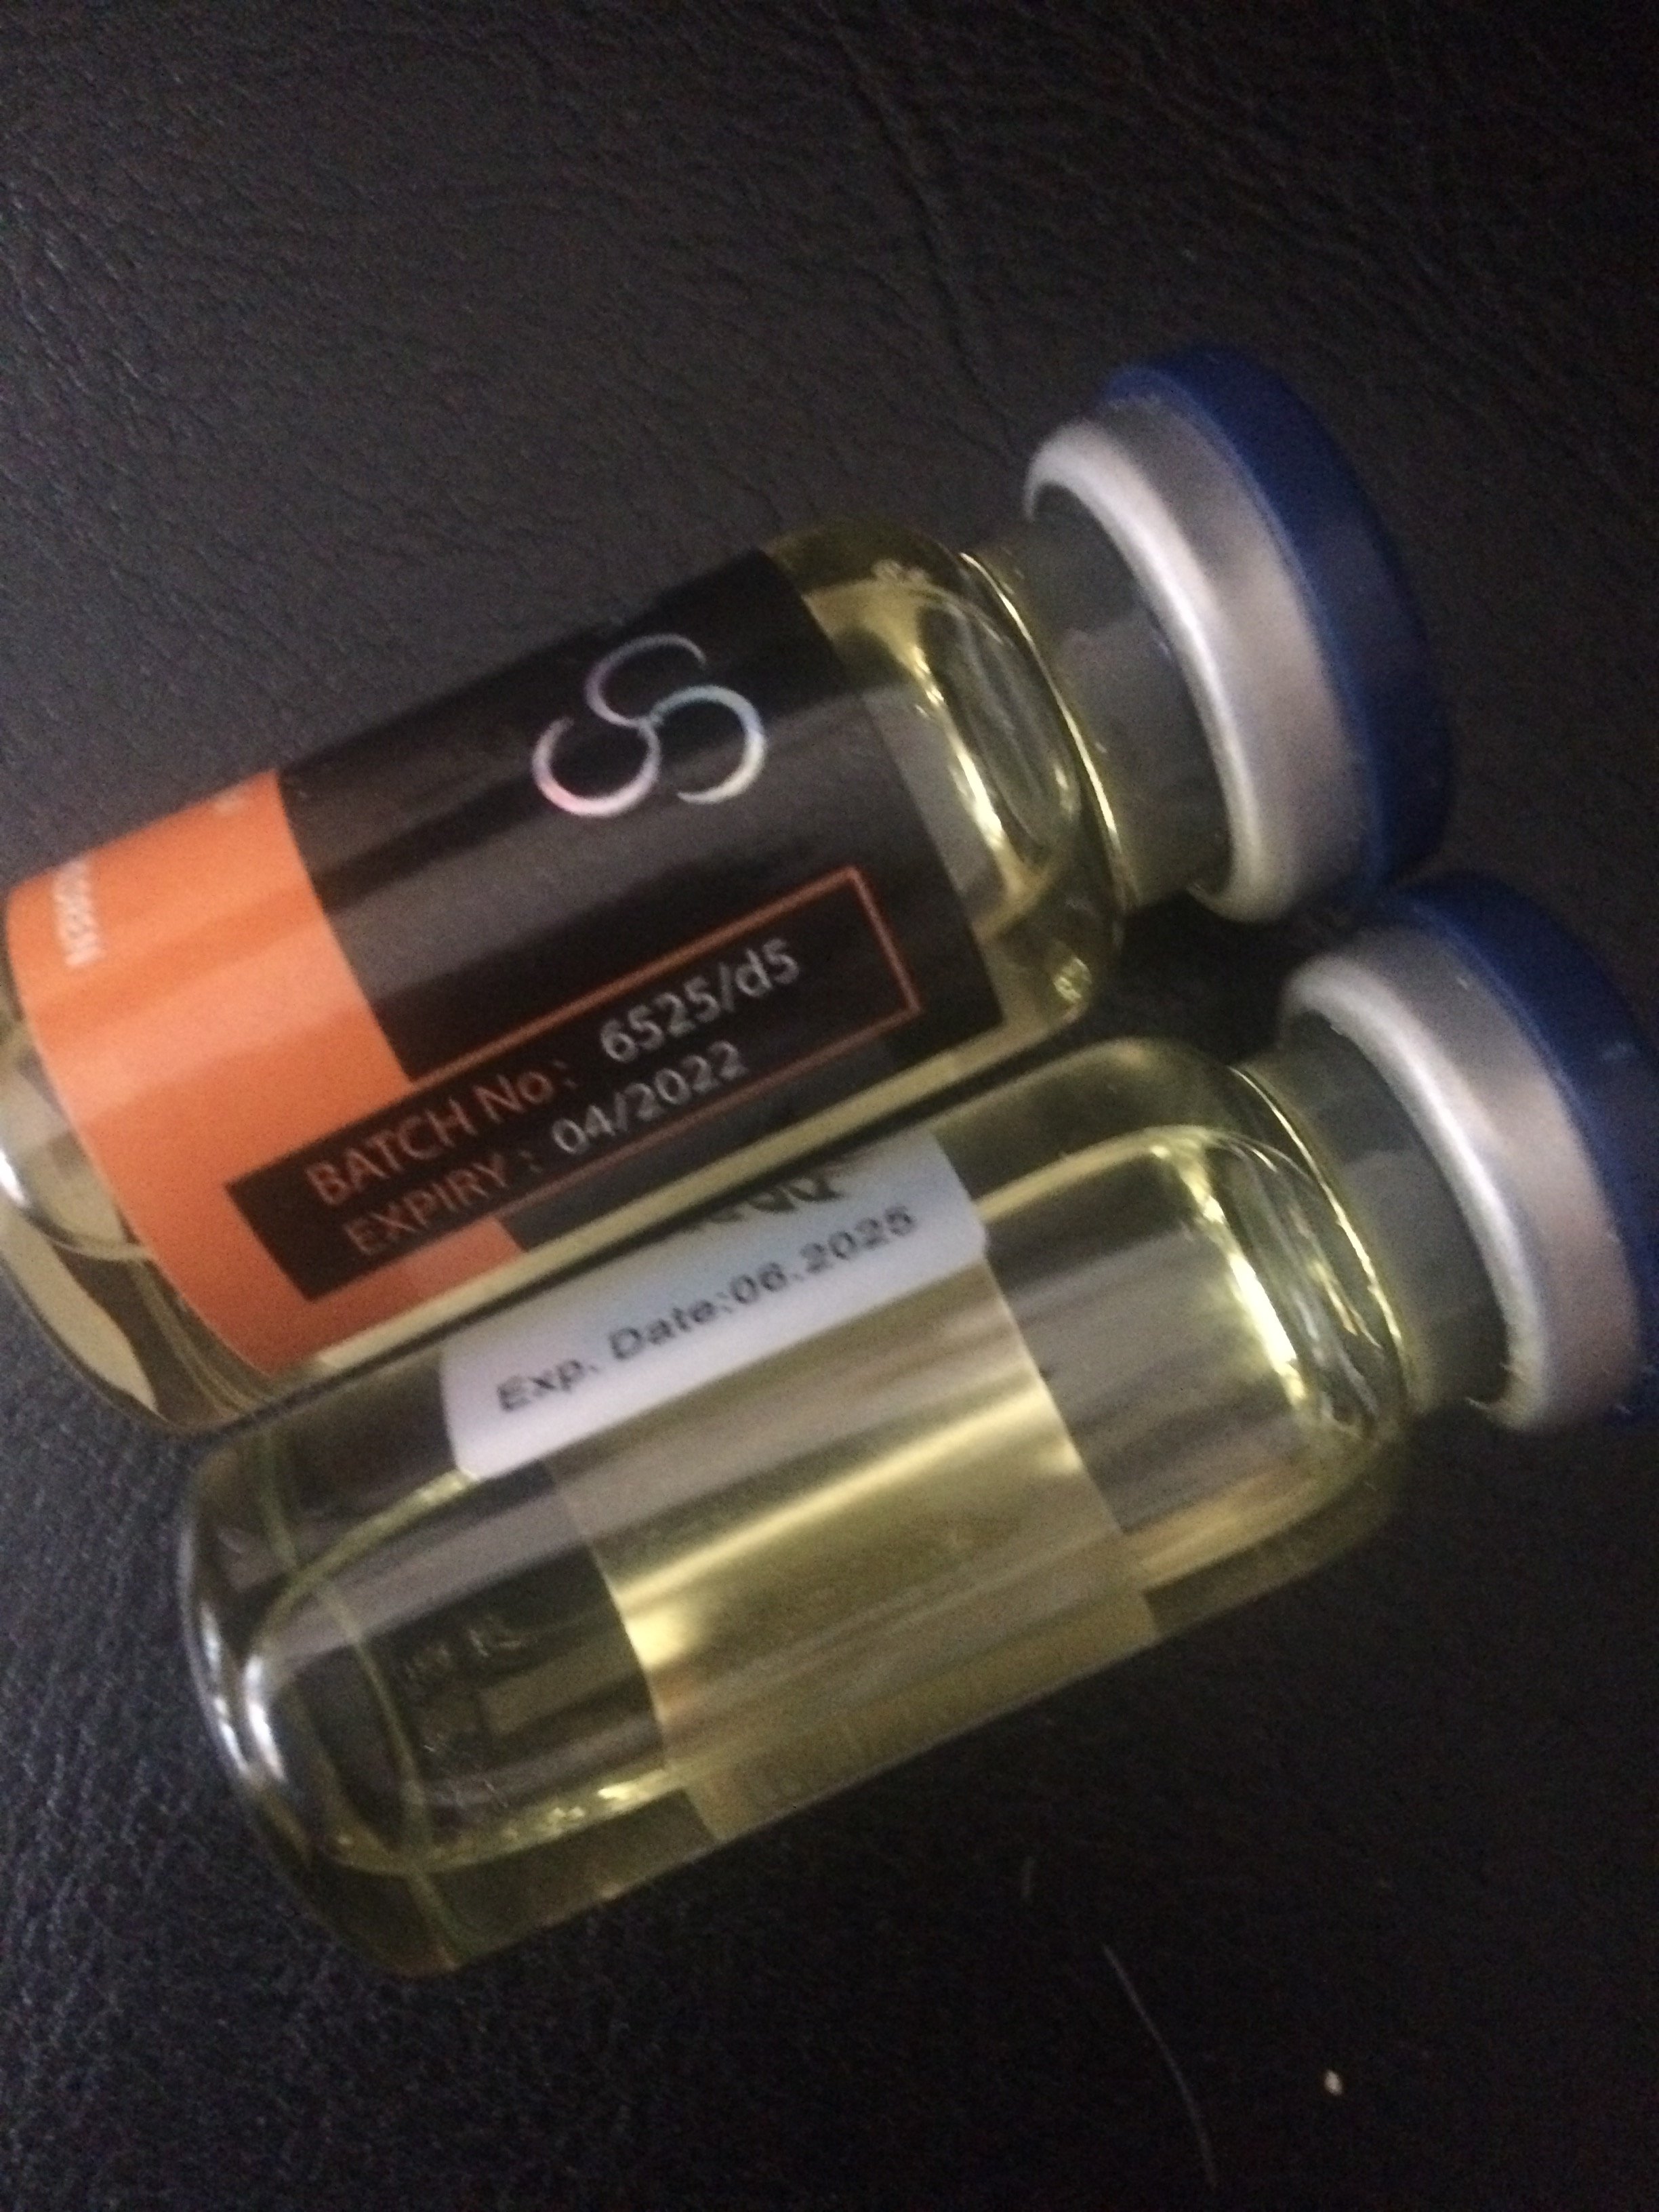 BATCH No: 6525/d5
EXPIRY : 04/2022
Exp. Date:06.2025